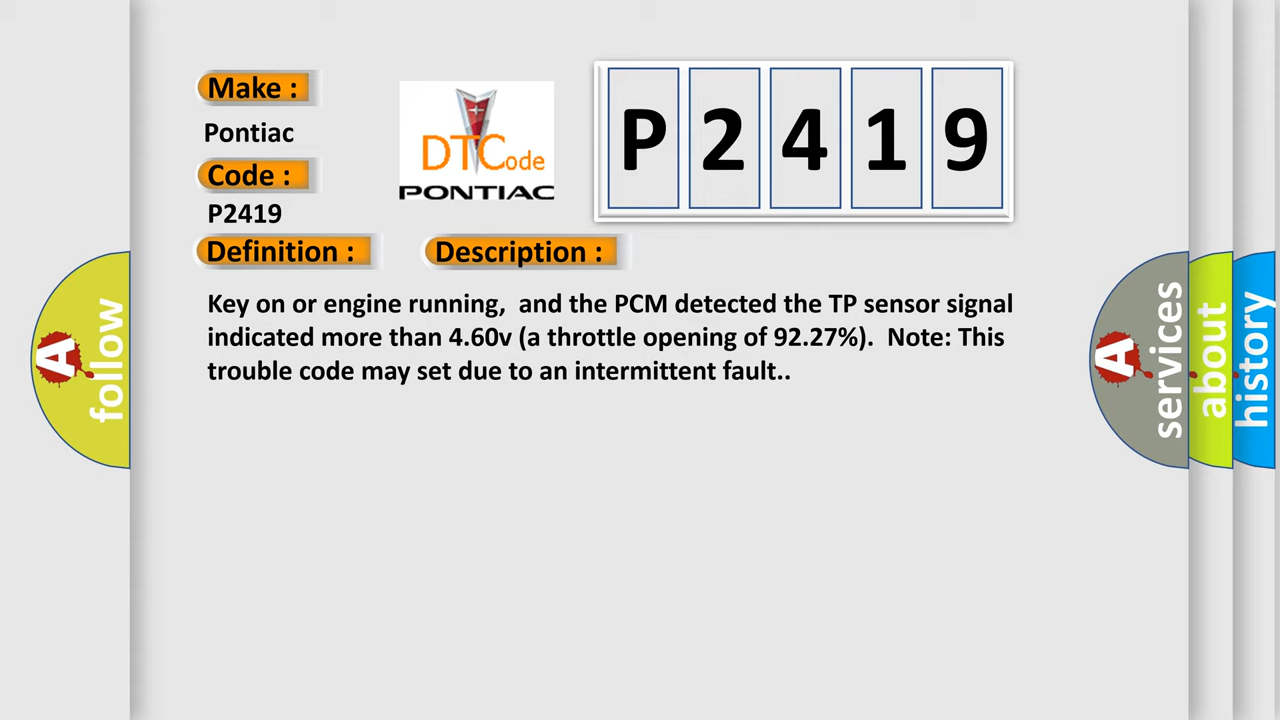 Make :
Pontiac
Code :
P2419
DTCode
PONTIAC
P 2 4 1 9
Definition :
Description :
Key on or engine running,  and the PCM detected the TP sensor signal
indicated more than 4.60v (a throttle opening of 92.27%)  Note: This
trouble code may set due to an intermittent fault..
A
follow
A
services
about
history